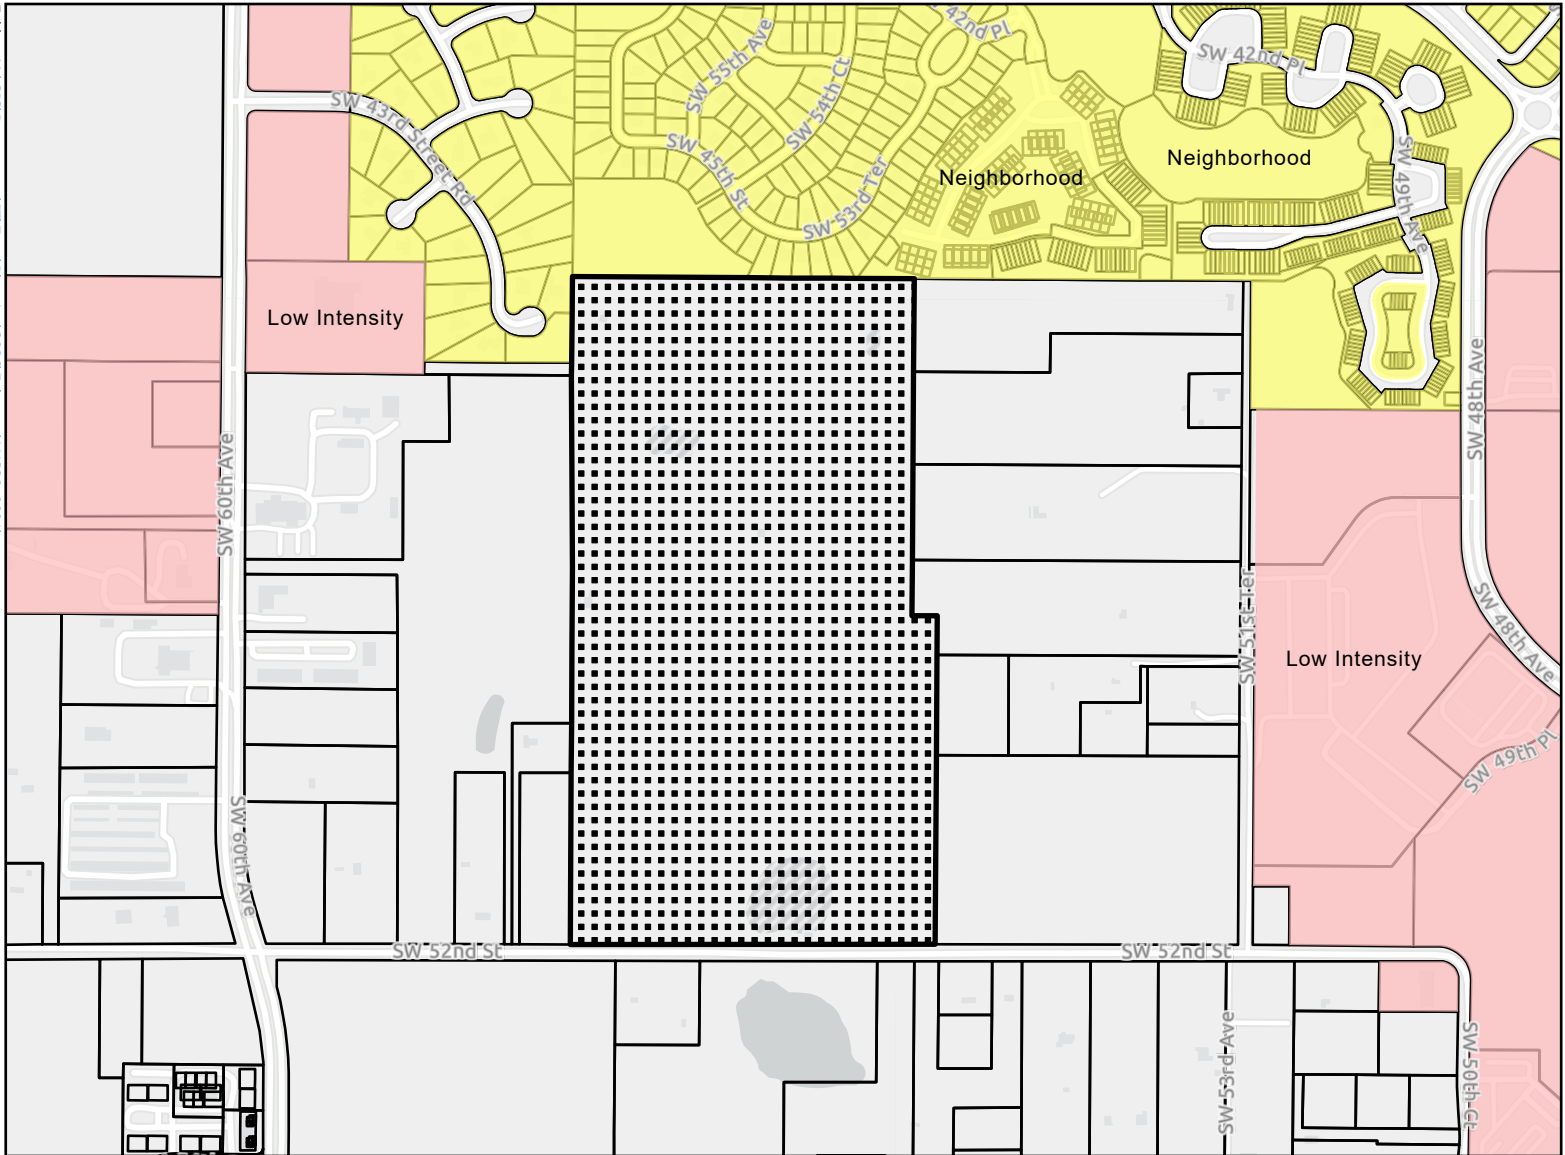 SW 42nd Pl
SW 55th Ave
SW 42nd Pl
SW 43rd Street Rd
SW 54th Ct
SW 45th St
Neighborhood
Neighborhood
SW 49th Ave
SW 53rd Ter
Low Intensity
SW 48th Ave
SW 60th Ave
SW 51st Ter
SW 48th Ave
Low Intensity
SW 49th Pl
SW 60th Ave
SW 52nd St
SW 52nd St
SW 53rd Ave
SW 50th Ct